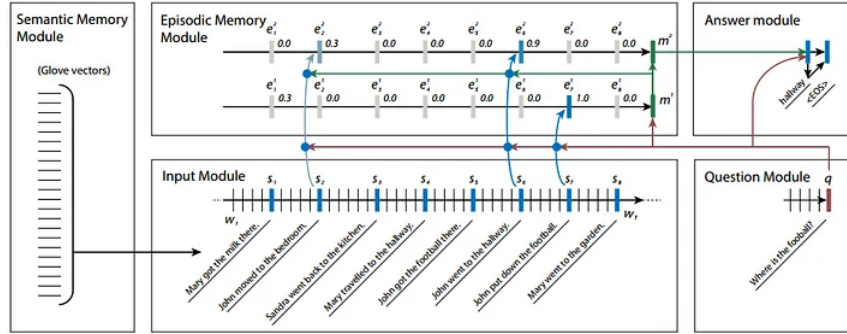 Semantic Memory
Module
(Glove vectors)
Episodic Memory
Module
e₁² e₂² e₃² e₄² e₅² e₆² e₇² e₈² m²
0.0 0.3 0.0 0.0 0.0 0.9 0.0 0.0
e₁¹ e₂¹ e₃¹ e₄¹ e₅¹ e₆¹ e₇¹ e₈¹ m¹
0.3 0.0 0.0 0.0 0.0 0.0 1.0 0.0
Answer module
hallway
<EOS>
Input Module
s₁ s₂ s₃ s₄ s₅ s₆ s₇ s₈
w₁
wT
Mary got the milk there.
John moved to the bedroom.
Sandra went back to the kitchen.
Mary travelled to the hallway.
John got the football there.
John went to the hallway.
John put down the football.
Mary went to the garden.
Question Module
q
Where is the fooball?